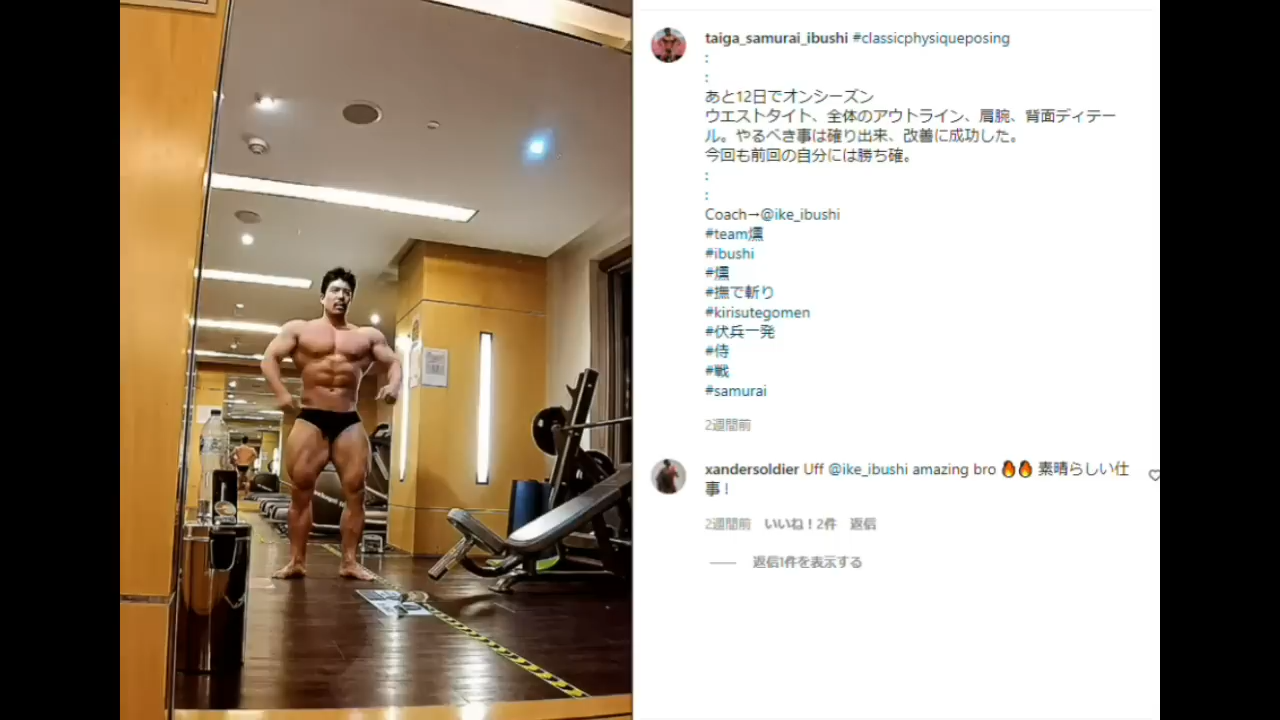 taiga_samurai_ibushi #classicphysiqueposing
:
:
あと12日でオンシーズン
ウエストタイト、全体のアウトライン、肩腕、背面ディテー
ル。やるべき事は確り出来、改善に成功した。
今回も前回の自分には勝ち確。
:
:
Coach→@ike_ibushi
#team燻
#ibushi
#燻
#撫で斬り
#kirisutegomen
#伏兵一発
#侍
#戦
#samurai
2週間前
xandersoldier Uff @ike_ibushi amazing bro 🔥🔥 素晴らしい仕
事！
2週間前 いいね！2件 返信
返信1件を表示する